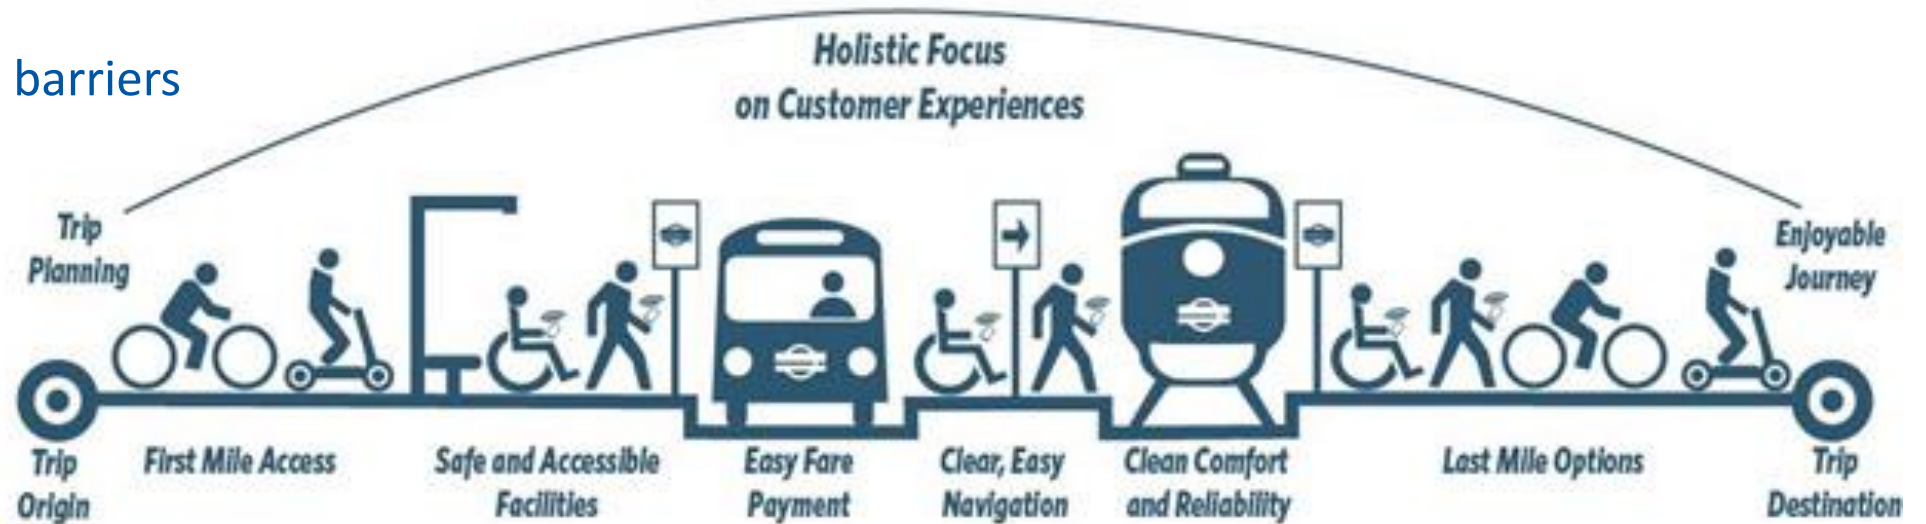 barriers
Holistic Focus
on Customer Experiences
Trip
Planning
Enjoyable
Journey
Trip
Origin
First Mile Access
Safe and Accessible
Facilities
Easy Fare
Payment
Clear, Easy
Navigation
Clean Comfort
and Reliability
Last Mile Options
Trip
Destination